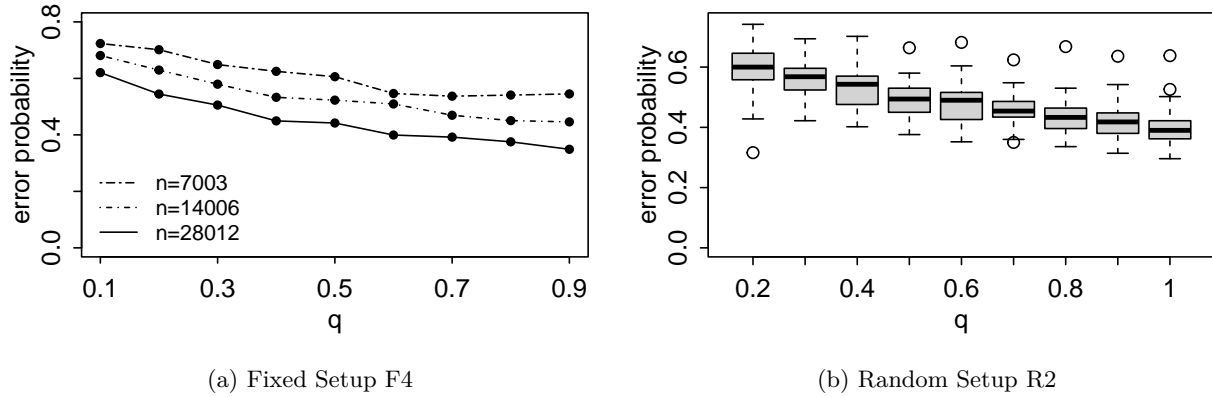 error probability
0.8
0.4
0.0
n=7003
n=14006
n=28012
0.1 0.3 0.5 0.7 0.9
q
(a) Fixed Setup F4
error probability
0.6
0.4
0.2
0.0
0.2 0.4 0.6 0.8 1
q
(b) Random Setup R2